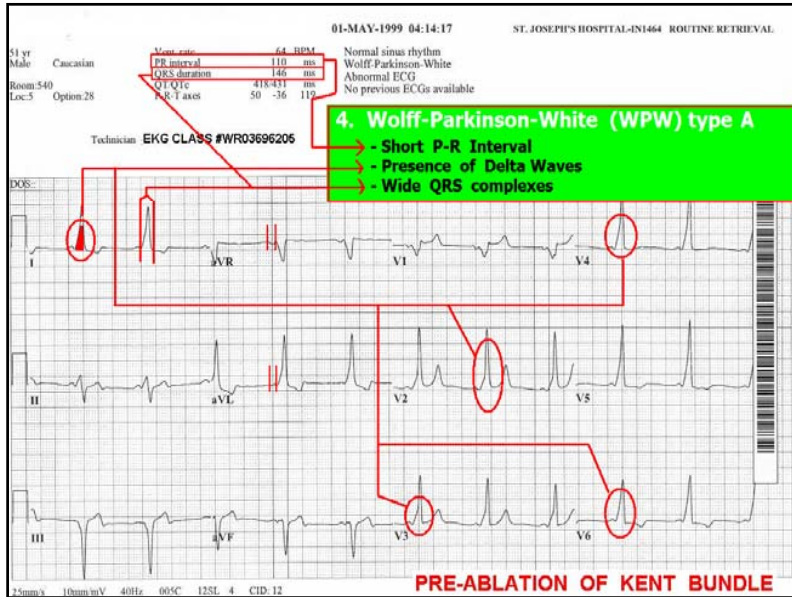 01-MAY-1999 04:14:17 ST. JOSEPH'S HOSPITAL-IN1464 ROUTINE RETRIEVAL
51 yr
Male Caucasian
Room:540
Loc:5 Option:28
Vent. rate 64 BPM
PR interval 110 ms
QRS duration 146 ms
QT/QTc 418/431 ms
P-R-T axes 50 -36 119
Normal sinus rhythm
Wolff-Parkinson-White
Abnormal ECG
No previous ECGs available
Technician EKG CLASS #WR03696205
4. Wolff-Parkinson-White (WPW) type A
- Short P-R Interval
- Presence of Delta Waves
- Wide QRS complexes
DOS:
I aVR V1 V4
II aVL V2 V5
III aVF V3 V6
PRE-ABLATION OF KENT BUNDLE
25mm/s 10mm/mV 40Hz 005C 12SL 4 CID: 12